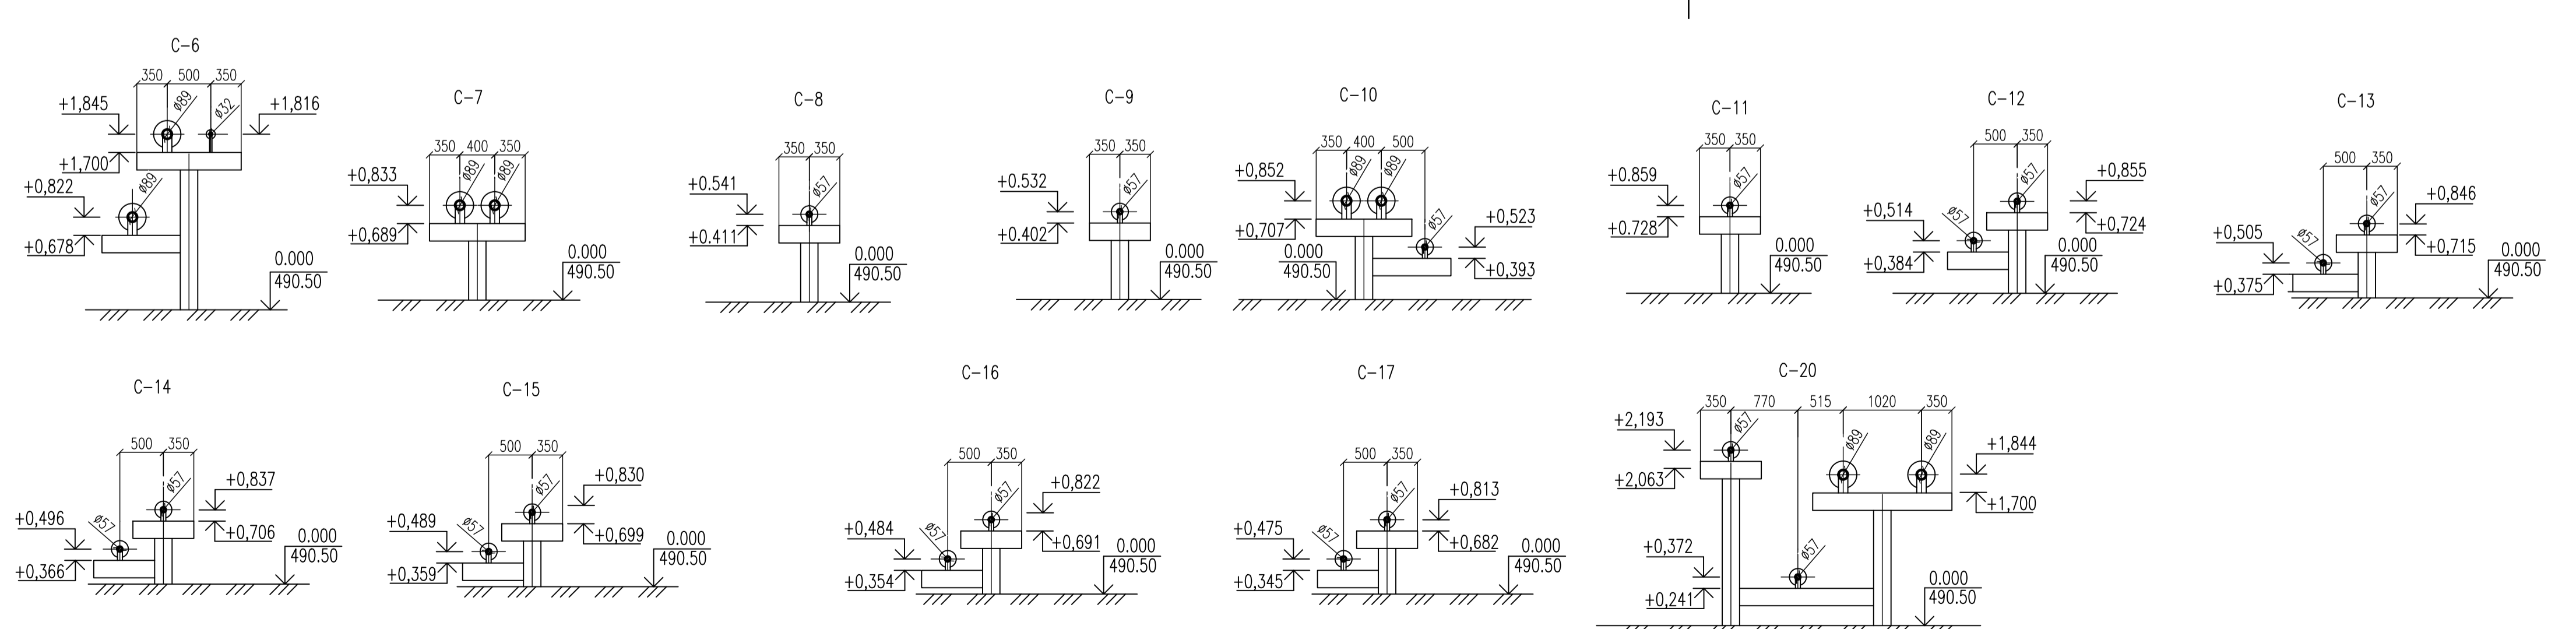 C-6
350 500 350
+1,845
ø89
ø32
+1,816
+1,700
+0,822
ø89
+0,678
0.000
490.50
C-7
350 400 350
+0,833
ø89
ø89
+0,689
0.000
490.50
C-8
350 350
+0.541
ø57
+0.411
0.000
490.50
C-9
350 350
+0.532
ø57
+0.402
0.000
490.50
C-10
350 400 500
+0,852
ø89
ø89
+0,707
ø57
+0,523
0.000
490.50
+0,393
C-11
350 350
+0.859
ø57
+0.728
0.000
490.50
C-12
500 350
ø57
+0,855
+0,514
ø57
+0,724
+0,384
0.000
490.50
C-13
500 350
ø57
+0,846
+0,505
ø57
+0,715
+0,375
0.000
490.50
C-14
500 350
ø57
+0,837
+0,496
ø57
+0,706
+0,366
0.000
490.50
C-15
500 350
ø57
+0,830
+0,489
ø57
+0,699
+0,359
0.000
490.50
C-16
500 350
ø57
+0,822
+0,484
ø57
+0,691
+0,354
0.000
490.50
C-17
500 350
ø57
+0,813
+0,475
ø57
+0,682
+0,345
0.000
490.50
C-20
350 770 515 1020 350
+2,193
ø57
ø89
ø89
+1,844
+2,063
+1,700
+0,372
ø57
+0,241
0.000
490.50